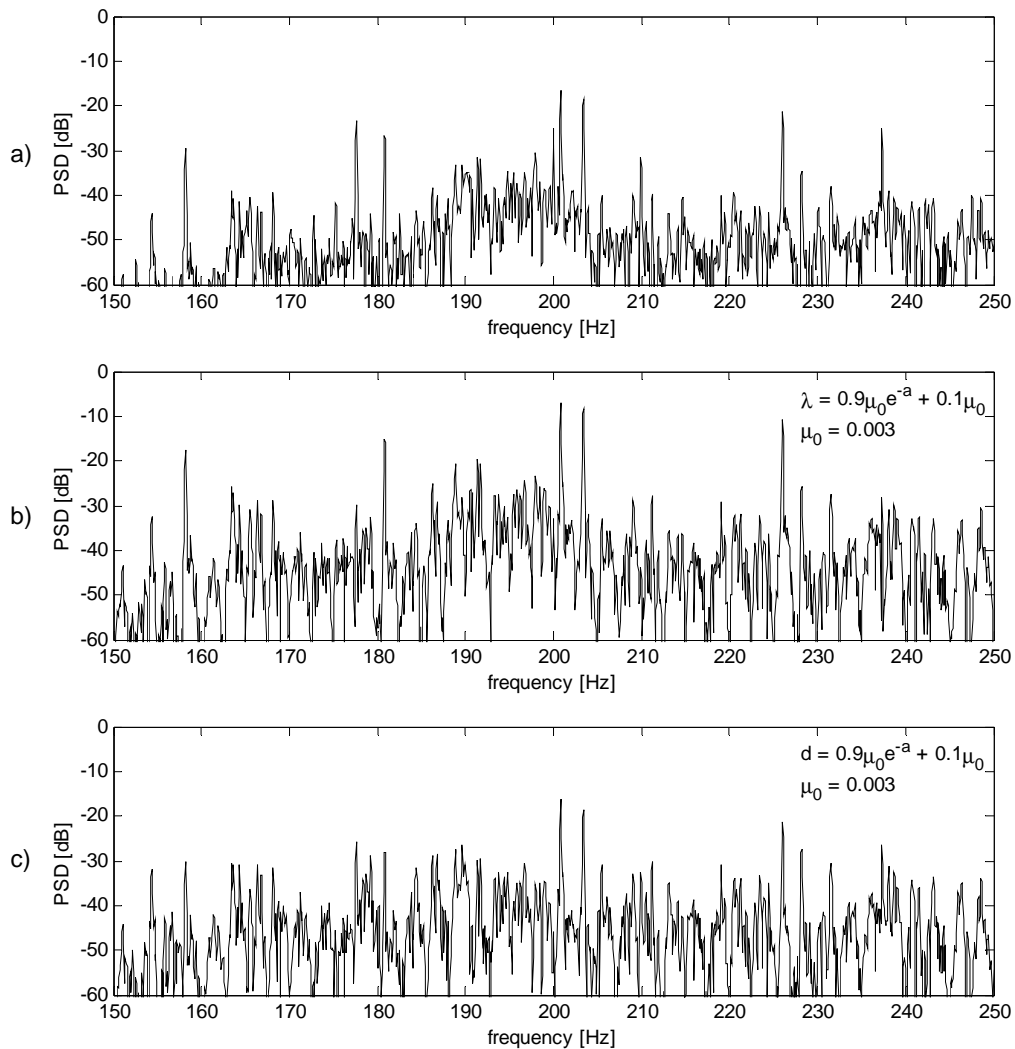 a)
PSD [dB]
0
-10
-20
-30
-40
-50
-60
150 160 170 180 190 200 210 220 230 240 250
frequency [Hz]
b)
PSD [dB]
0
-10
-20
-30
-40
-50
-60
λ = 0.9μ₀e⁻ᵃ + 0.1μ₀
μ₀ = 0.003
150 160 170 180 190 200 210 220 230 240 250
frequency [Hz]
c)
PSD [dB]
0
-10
-20
-30
-40
-50
-60
d = 0.9μ₀e⁻ᵃ + 0.1μ₀
μ₀ = 0.003
150 160 170 180 190 200 210 220 230 240 250
frequency [Hz]